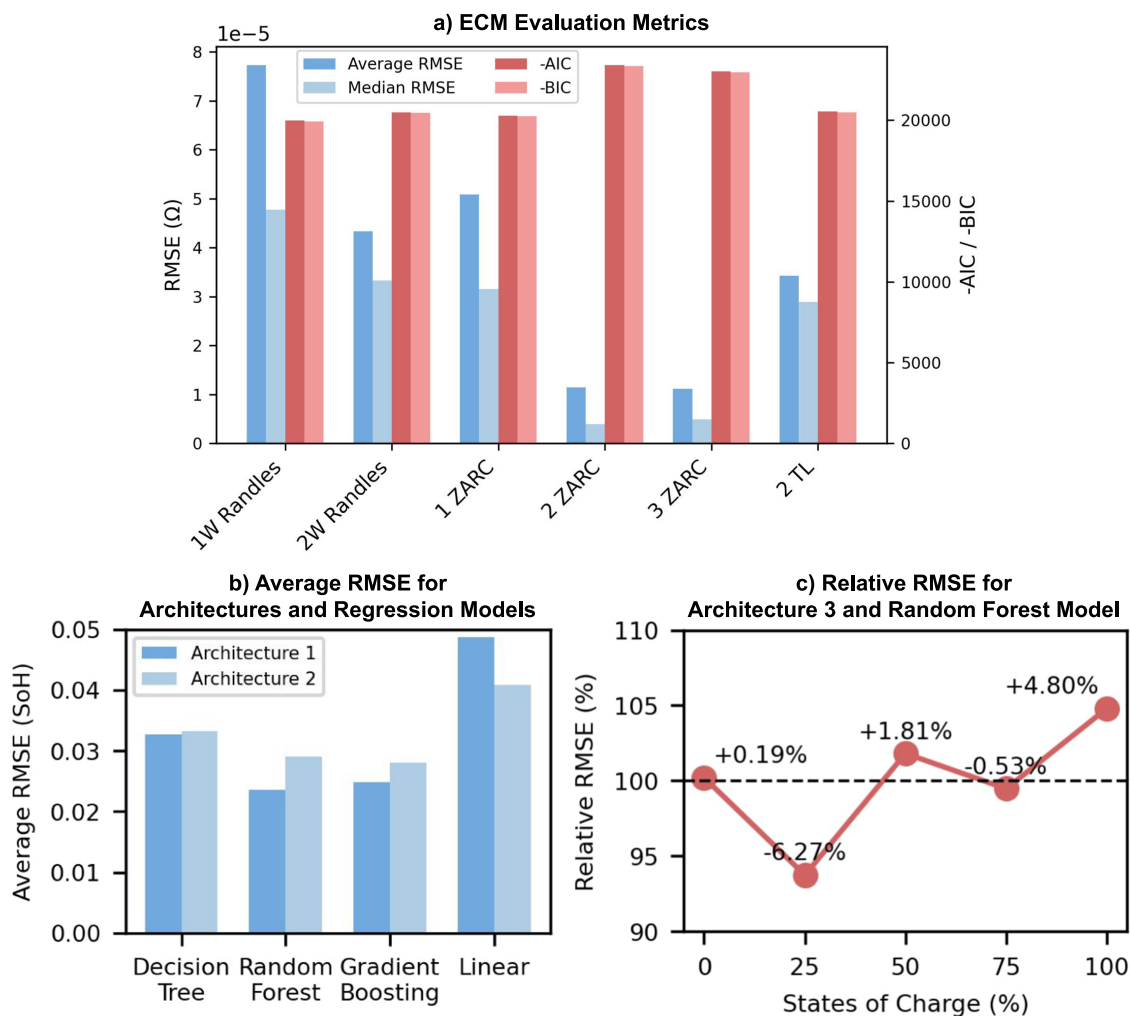 a) ECM Evaluation Metrics
1e−5
Average RMSE
Median RMSE
-AIC
-BIC
8
7
6
5
4
3
2
1
0
RMSE (Ω)
20000
15000
10000
5000
0
-AIC / -BIC
1W Randles
2W Randles
1 ZARC
2 ZARC
3 ZARC
2 TL
b) Average RMSE for
Architectures and Regression Models
Architecture 1
Architecture 2
0.05
0.04
0.03
0.02
0.01
0.00
Average RMSE (SoH)
Decision
Tree
Random
Forest
Gradient
Boosting
Linear
c) Relative RMSE for
Architecture 3 and Random Forest Model
110
105
100
95
90
Relative RMSE (%)
+0.19%
-6.27%
+1.81%
-0.53%
+4.80%
0
25
50
75
100
States of Charge (%)